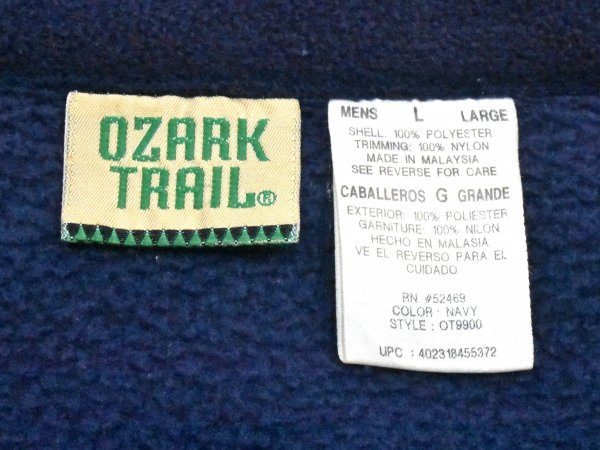 OZARK
TRAIL®
MENS L LARGE
SHELL: 100% POLYESTER
TRIMMING: 100% NYLON
MADE IN MALAYSIA
SEE REVERSE FOR CARE
CABALLEROS G GRANDE
EXTERIOR: 100% POLIESTER
GARNITURE: 100% NILON
HECHO EN MALASIA
VE EL REVERSO PARA EL
CUIDADO
RN #52469
COLOR: NAVY
STYLE: OT9900
UPC : 402318455372